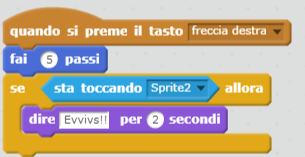 quando si preme il tasto freccia destra
fai 5 passi
se sta toccando Sprite2 allora
dire Evvivs!! per 2 secondi